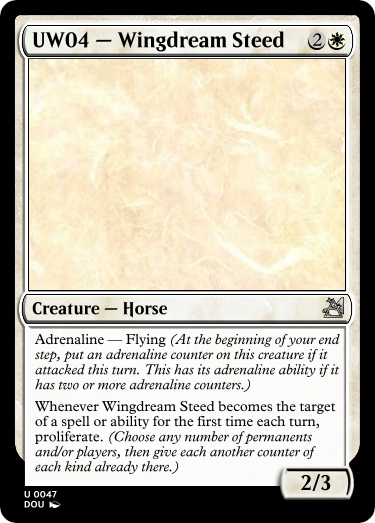 UW04 — Wingdream Steed 2
Creature — Horse
Adrenaline — Flying (At the beginning of your end
step, put an adrenaline counter on this creature if it
attacked this turn. This has its adrenaline ability if it
has two or more adrenaline counters.)
Whenever Wingdream Steed becomes the target
of a spell or ability for the first time each turn,
proliferate. (Choose any number of permanents
and/or players, then give each another counter of
each kind already there.)
2/3
U 0047
DOU